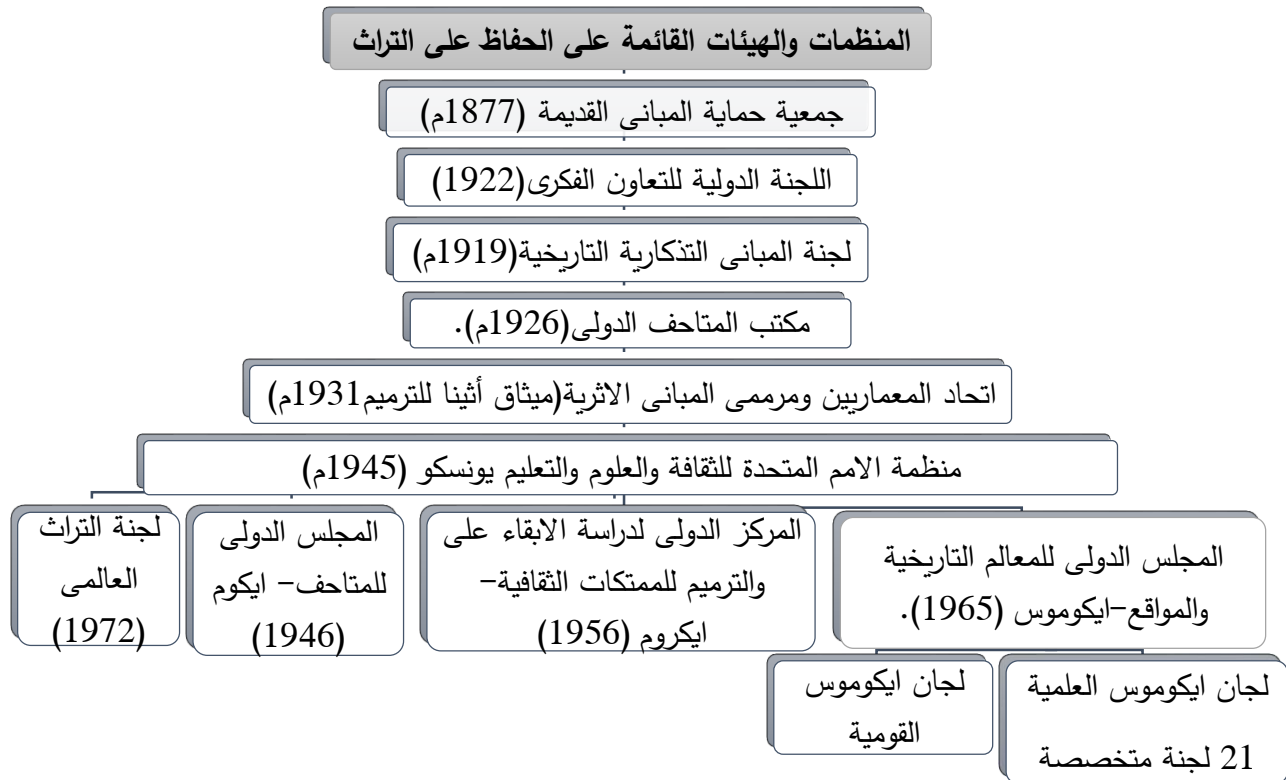 المنظمات والهيئات القائمة على الحفاظ على التراث
جمعية حماية المبانى القديمة (1877م)
اللجنة الدولية للتعاون الفكرى(1922)
لجنة المبانى التذكارية التاريخية(1919م)
مكتب المتاحف الدولى(1926م).
اتحاد المعماريين ومرممى المبانى الاثرية(ميثاق أثينا للترميم1931م)
منظمة الامم المتحدة للثقافة والعلوم والتعليم يونسكو (1945م)
المجلس الدولى للمعالم التاريخية
والمواقع-ايكوموس (1965).
المركز الدولى لدراسة الابقاء على
والترميم للممتكات الثقافية-
ايكروم (1956)
المجلس الدولى
للمتاحف- ايكوم
(1946)
لجنة التراث
العالمى
(1972)
لجان ايكوموس العلمية
21 لجنة متخصصة
لجان ايكوموس
القومية